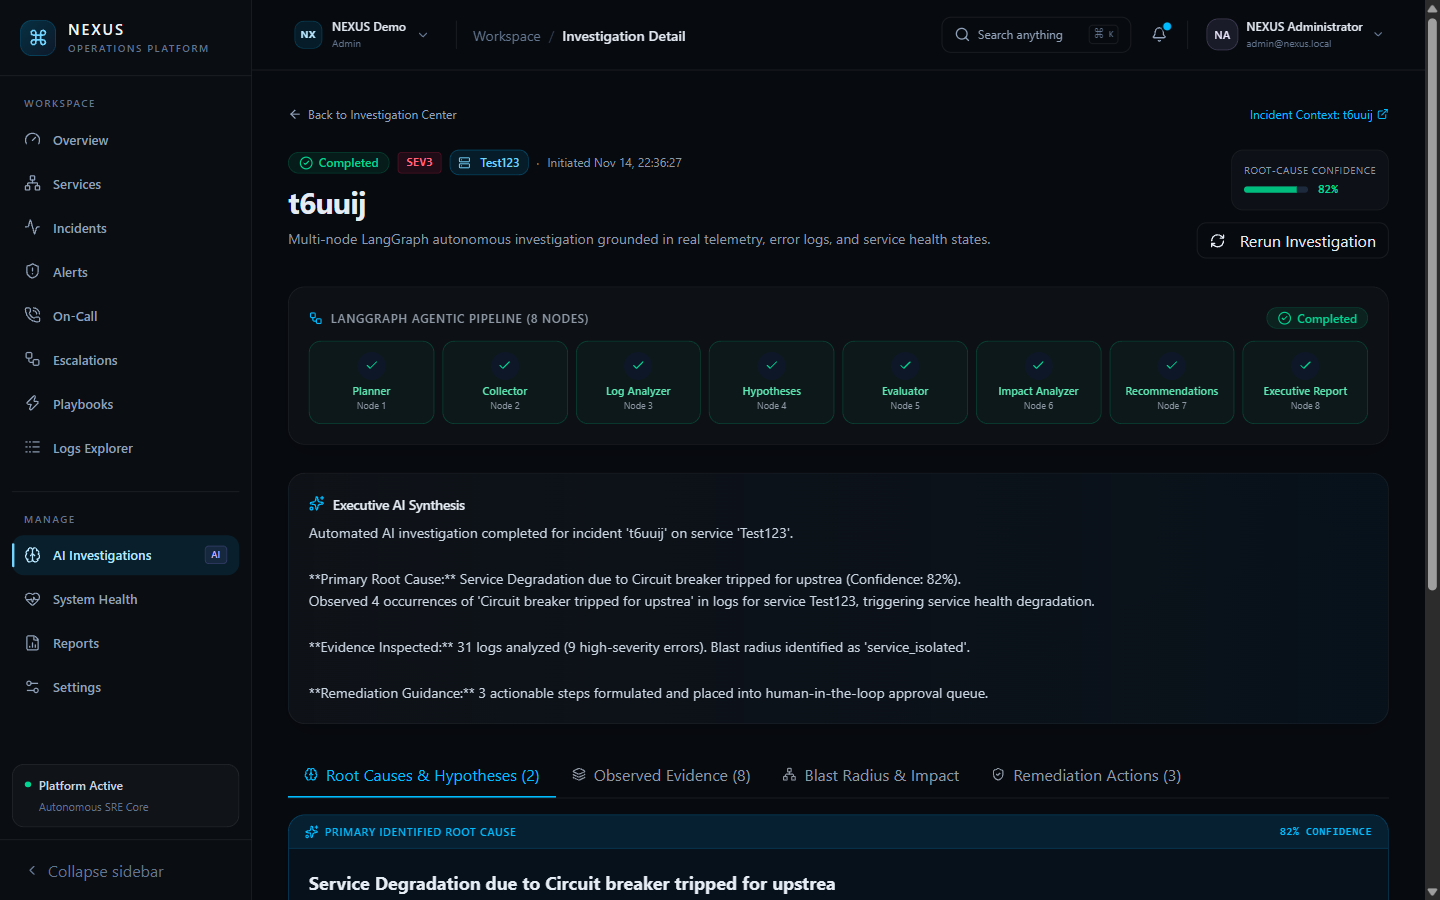 NEXUS
OPERATIONS PLATFORM
WORKSPACE
Overview
Services
Incidents
Alerts
On-Call
Escalations
Playbooks
Logs Explorer
MANAGE
AI Investigations
AI
System Health
Reports
Settings
Platform Active
Autonomous SRE Core
Collapse sidebar
NX
NEXUS Demo
Admin
Workspace / Investigation Detail
Search anything
⌘ K
NA
NEXUS Administrator
admin@nexus.local
Back to Investigation Center
Incident Context: t6uuij
Completed
SEV3
Test123
· Initiated Nov 14, 22:36:27
t6uuij
Multi-node LangGraph autonomous investigation grounded in real telemetry, error logs, and service health states.
ROOT-CAUSE CONFIDENCE
82%
Rerun Investigation
LANGGRAPH AGENTIC PIPELINE (8 NODES)
Completed
Planner
Node 1
Collector
Node 2
Log Analyzer
Node 3
Hypotheses
Node 4
Evaluator
Node 5
Impact Analyzer
Node 6
Recommendations
Node 7
Executive Report
Node 8
Executive AI Synthesis
Automated AI investigation completed for incident 't6uuij' on service 'Test123'.
**Primary Root Cause:** Service Degradation due to Circuit breaker tripped for upstrea (Confidence: 82%).
Observed 4 occurrences of 'Circuit breaker tripped for upstrea' in logs for service Test123, triggering service health degradation.
**Evidence Inspected:** 31 logs analyzed (9 high-severity errors). Blast radius identified as 'service_isolated'.
**Remediation Guidance:** 3 actionable steps formulated and placed into human-in-the-loop approval queue.
Root Causes & Hypotheses (2)
Observed Evidence (8)
Blast Radius & Impact
Remediation Actions (3)
PRIMARY IDENTIFIED ROOT CAUSE
82% CONFIDENCE
Service Degradation due to Circuit breaker tripped for upstrea